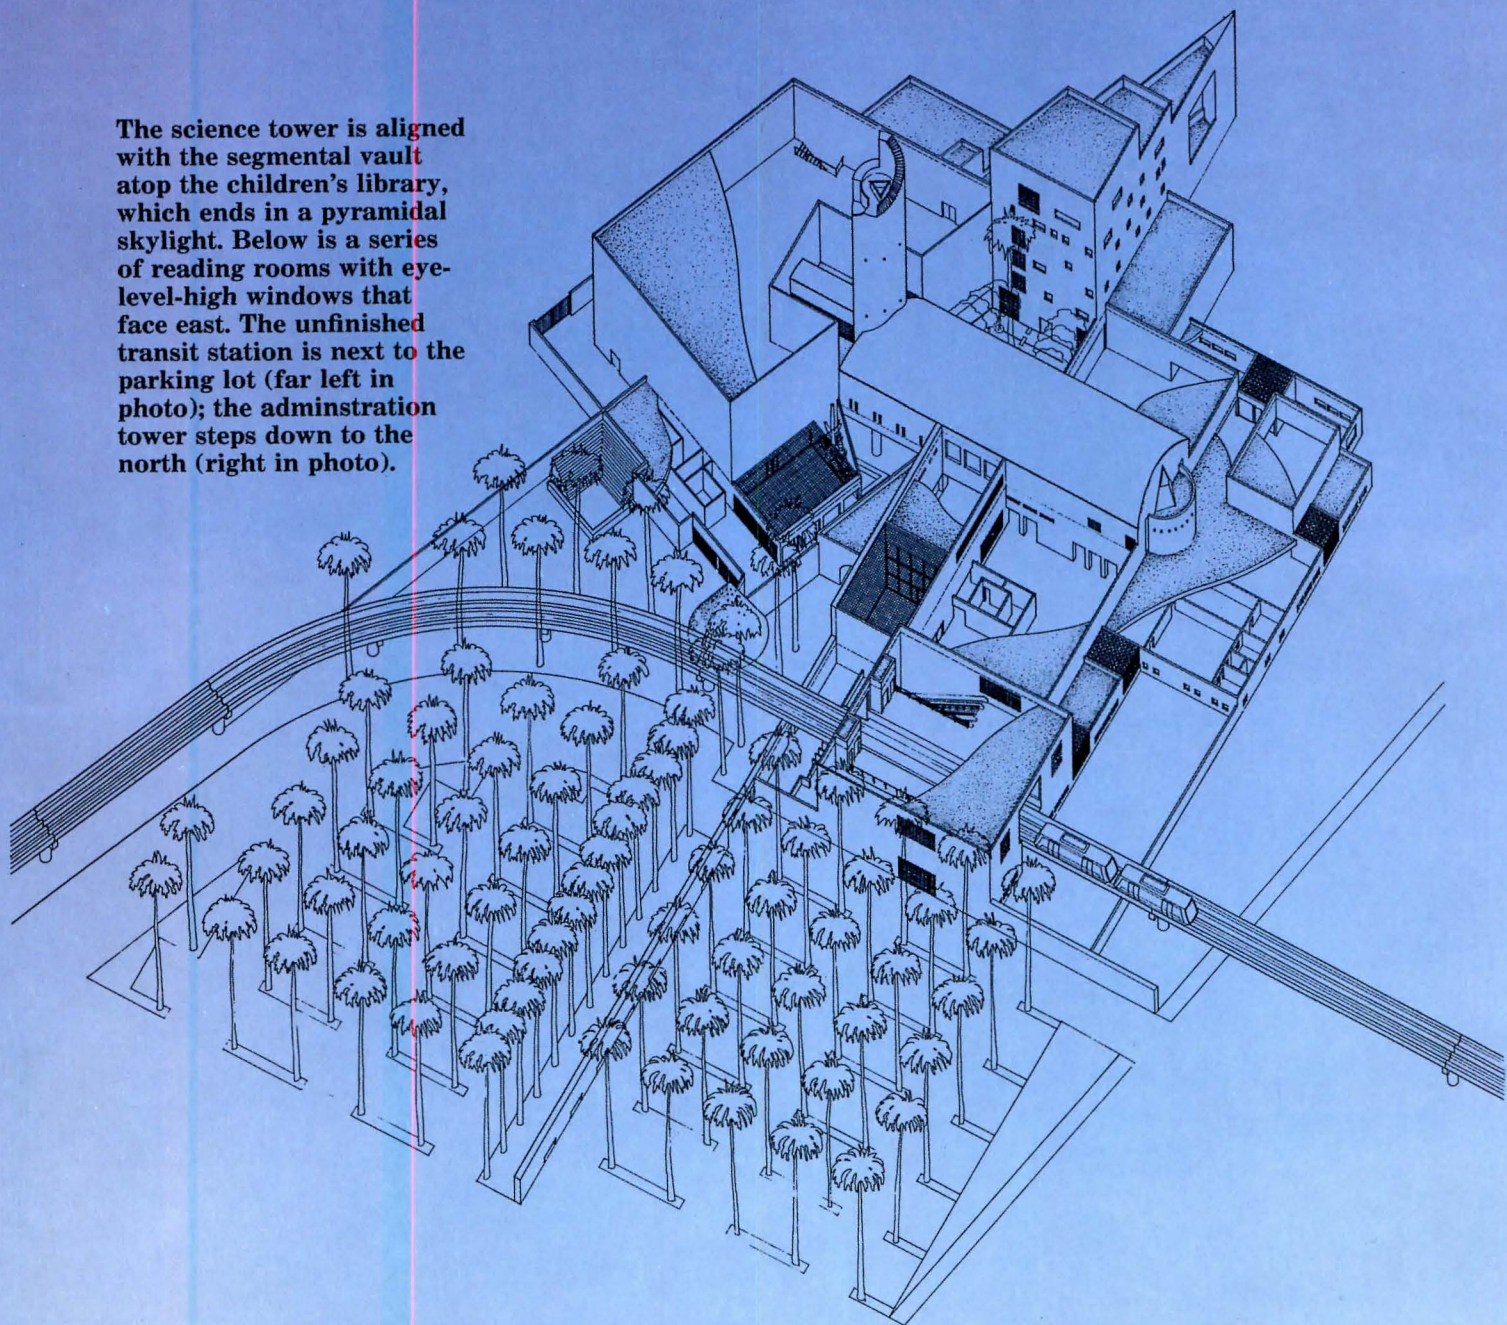 The science tower is aligned
with the segmental vault
atop the children's library,
which ends in a pyramidal
skylight. Below is a series
of reading rooms with eye-
level-high windows that
face east. The unfinished
transit station is next to the
parking lot (far left in
photo); the adminstration
tower steps down to the
north (right in photo).